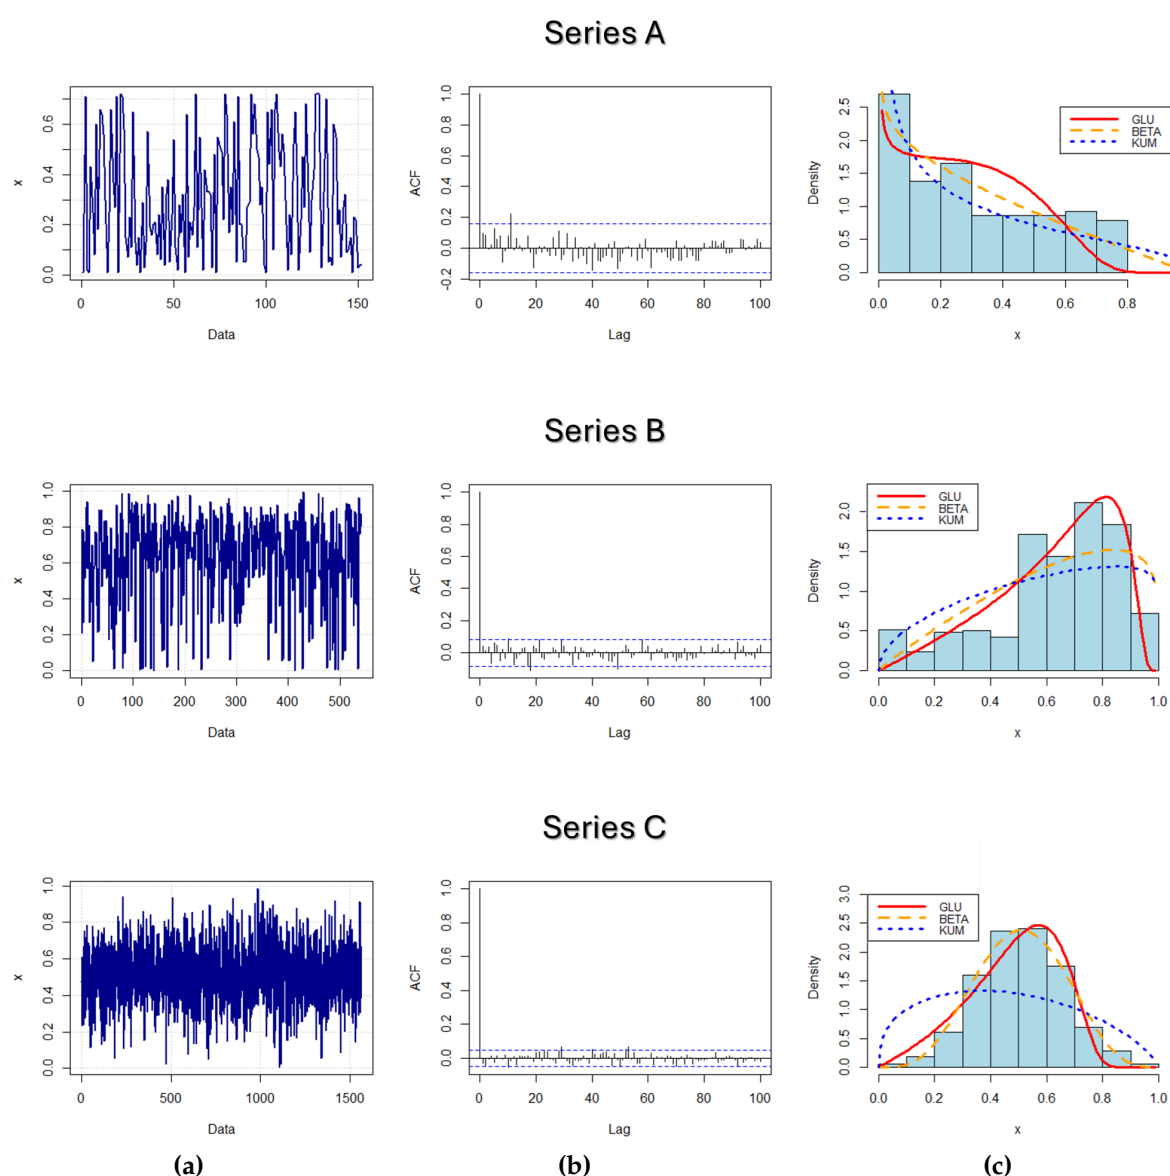 Series A
x
0.0 0.2 0.4 0.6
0 50 100 150
Data
ACF
-0.2 0.0 0.2 0.4 0.6 0.8 1.0
0 20 40 60 80 100
Lag
Density
0.0 0.5 1.0 1.5 2.0 2.5
GLU
BETA
KUM
0.0 0.2 0.4 0.6 0.8
x
Series B
x
0.0 0.2 0.4 0.6 0.8 1.0
0 100 200 300 400 500
Data
ACF
0.0 0.2 0.4 0.6 0.8 1.0
0 20 40 60 80 100
Lag
Density
0.0 0.5 1.0 1.5 2.0
GLU
BETA
KUM
0.0 0.2 0.4 0.6 0.8 1.0
x
Series C
x
0.0 0.2 0.4 0.6 0.8 1.0
0 500 1000 1500
Data
ACF
0.0 0.2 0.4 0.6 0.8 1.0
0 20 40 60 80 100
Lag
Density
0.0 0.5 1.0 1.5 2.0 2.5 3.0
GLU
BETA
KUM
0.0 0.2 0.4 0.6 0.8 1.0
x
(a) (b) (c)